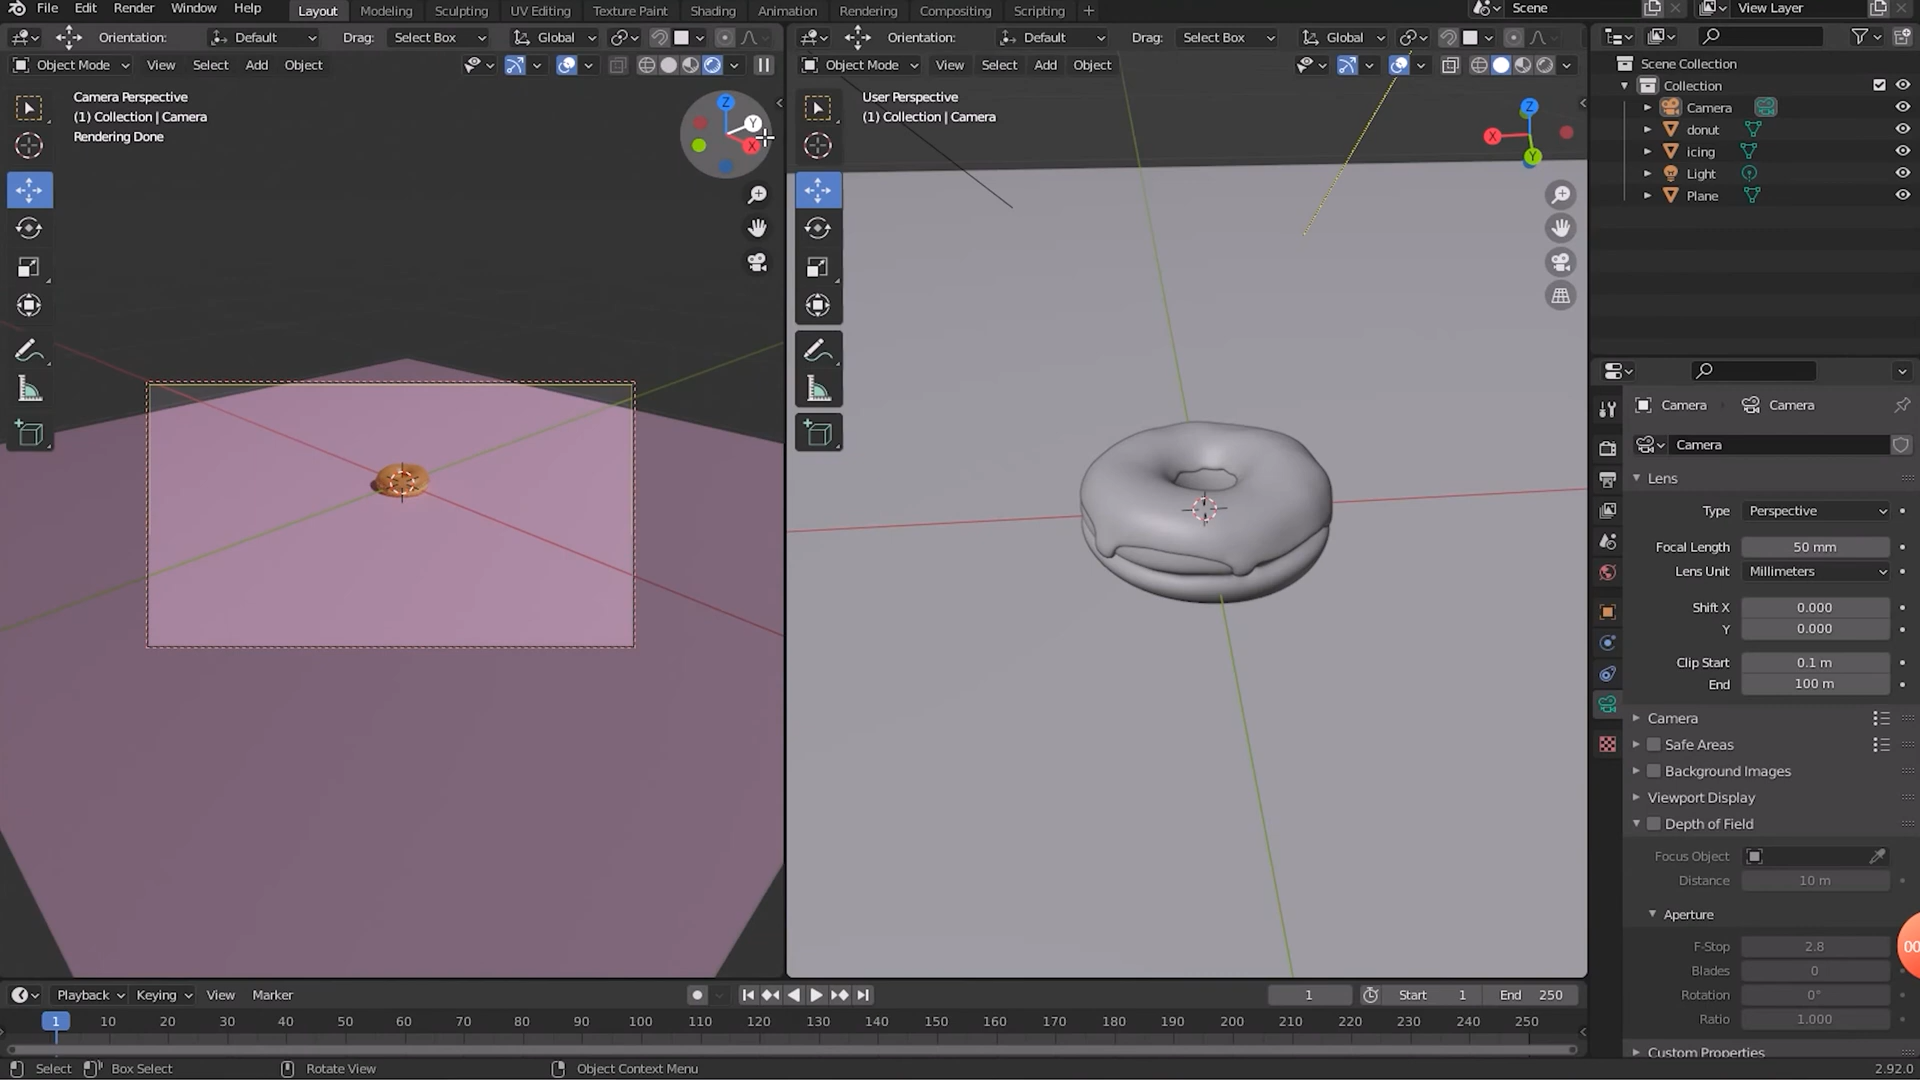 File Edit Render Window Help Layout Modeling Sculpting UV Editing Texture Paint Shading Animation Rendering Compositing Scripting + Scene View Layer
Orientation: Default Drag: Select Box Global
Orientation: Default Drag: Select Box Global
Object Mode View Select Add Object
Object Mode View Select Add Object
Camera Perspective
(1) Collection | Camera
Rendering Done
Z
Y
X
User Perspective
(1) Collection | Camera
Z
X
Y
Scene Collection
Collection
Camera
donut
icing
Light
Plane
Camera Camera
Camera
Lens
Type Perspective
Focal Length 50 mm
Lens Unit Millimeters
Shift X 0.000
Y 0.000
Clip Start 0.1 m
End 100 m
Camera
Safe Areas
Background Images
Viewport Display
Depth of Field
Focus Object
Distance 10 m
Aperture
F-Stop 2.8
Blades 0
Rotation 0°
Ratio 1.000
Custom Properties
00
Playback Keying View Marker 1 Start 1 End 250
1 10 20 30 40 50 60 70 80 90 100 110 120 130 140 150 160 170 180 190 200 210 220 230 240 250
Select Box Select Rotate View Object Context Menu 2.92.0